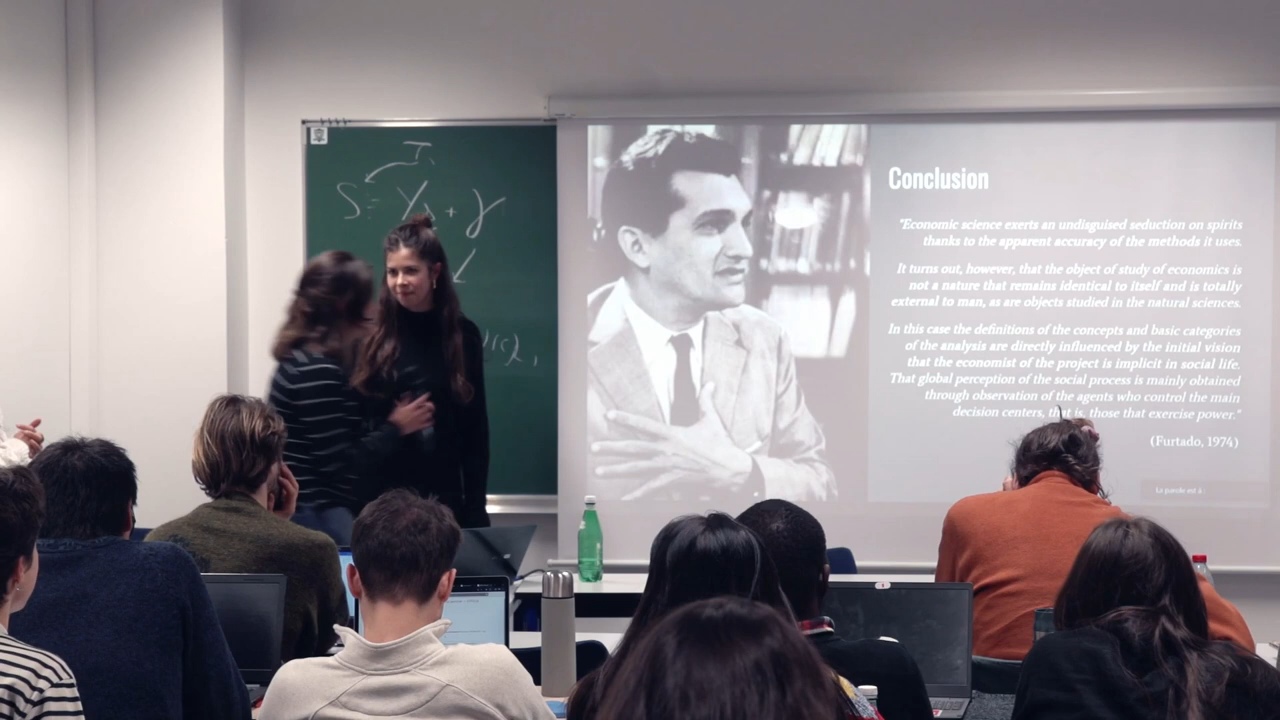 T,
S = Y
+ γ
Conclusion
"Economic science exerts an undisguised seduction on spirits
thanks to the apparent accuracy of the methods it uses.
It turns out, however, that the object of study of economics is
not a nature that remains identical to itself and is totally
external to man, as are objects studied in the natural sciences.
In this case the definitions of the concepts and basic categories
of the analysis are directly influenced by the initial vision
that the economist of the project is implicit in social life.
That global perception of the social process is mainly obtained
through observation of the agents who control the main
decision centers, that is, those that exercise power."
(Furtado, 1974)
La parole est à :